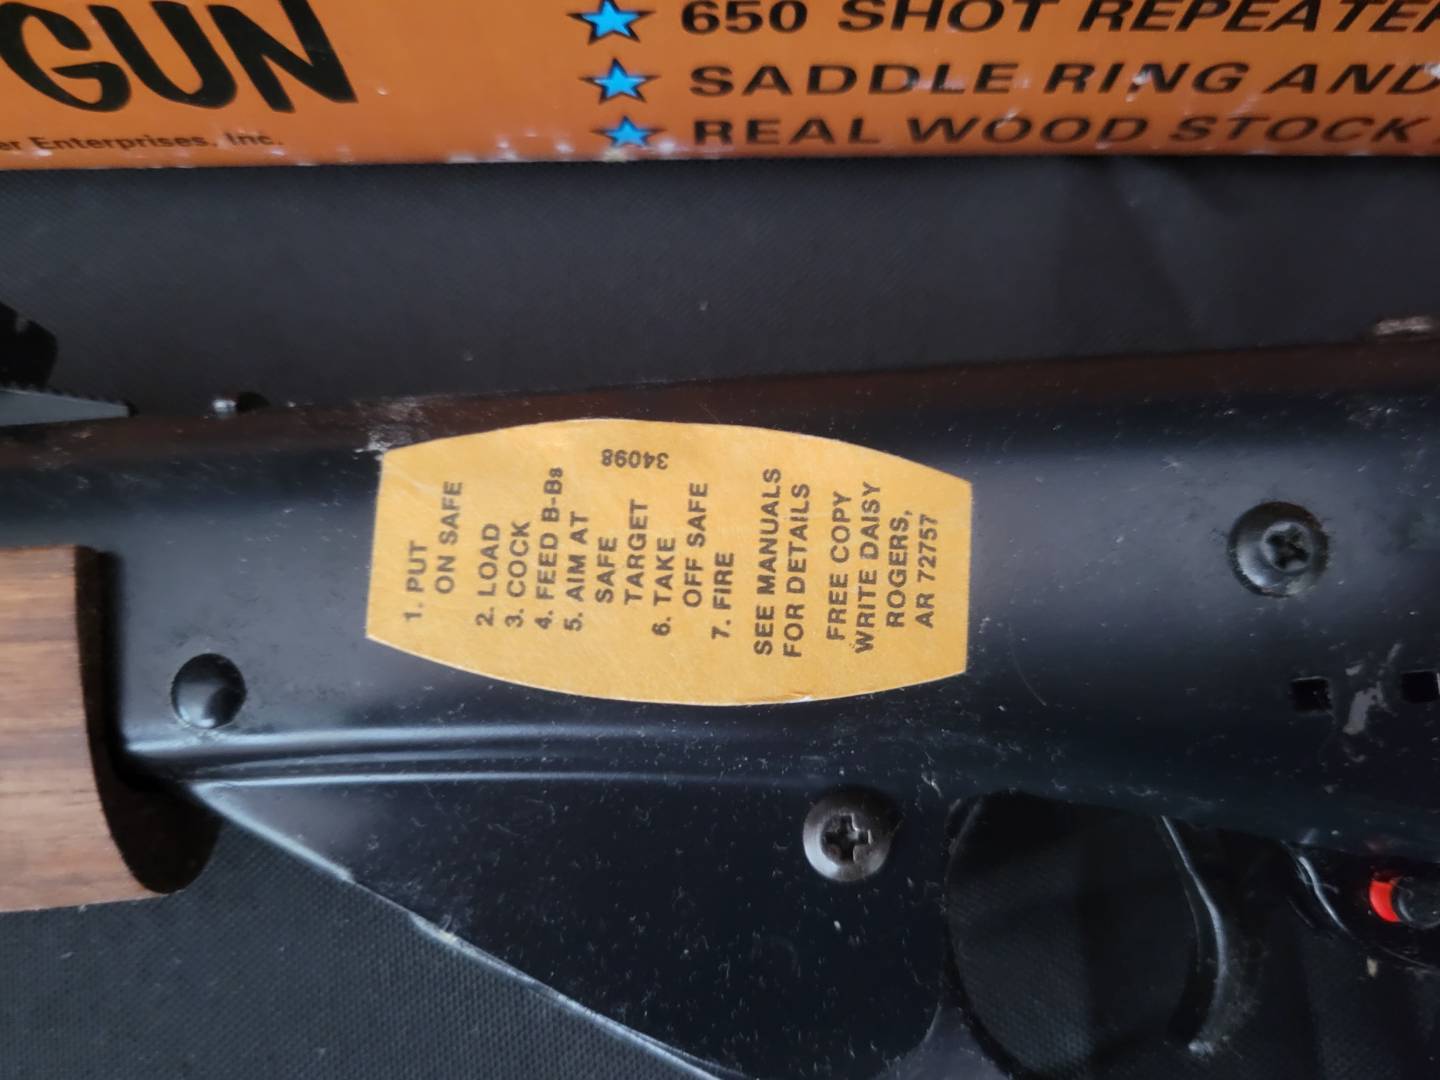 GUN
er Enterprises, Inc.
650 SHOT REPEATER
SADDLE RING AND
REAL WOOD STOCK
1. PUT
ON SAFE
2. LOAD
3. COCK
4. FEED B-Bs
5. AIM AT
SAFE
TARGET
6. TAKE
OFF SAFE
7. FIRE
34098
SEE MANUALS
FOR DETAILS
FREE COPY
WRITE DAISY
ROGERS,
AR 72757